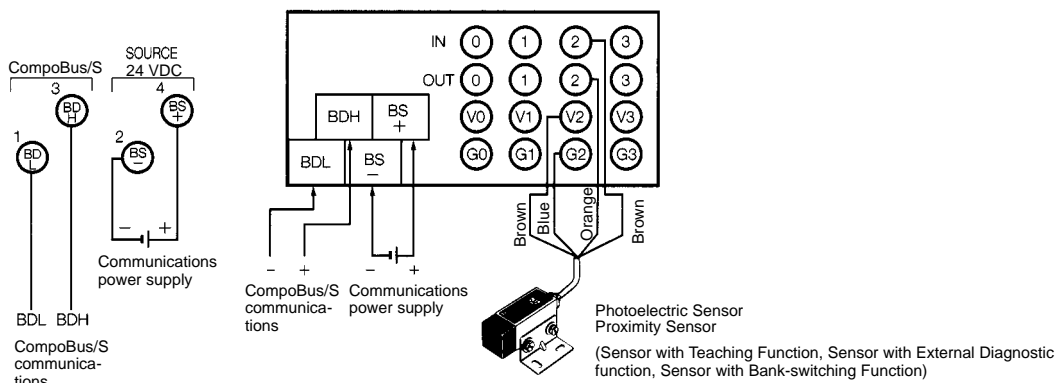 CompoBus/S
SOURCE
24 VDC
3
4
BD
H
BS
+
1
2
BD
L
BS
−
− +
Communications
power supply
BDL BDH
CompoBus/S
communica-
tions
IN 0 1 2 3
OUT 0 1 2 3
V0 V1 V2 V3
G0 G1 G2 G3
BDH
BS
+
BDL
BS
−
Brown
Blue
Orange
Brown
− + − +
CompoBus/S
communica-
tions
Communications
power supply
Photoelectric Sensor
Proximity Sensor
(Sensor with Teaching Function, Sensor with External Diagnostic
function, Sensor with Bank-switching Function)